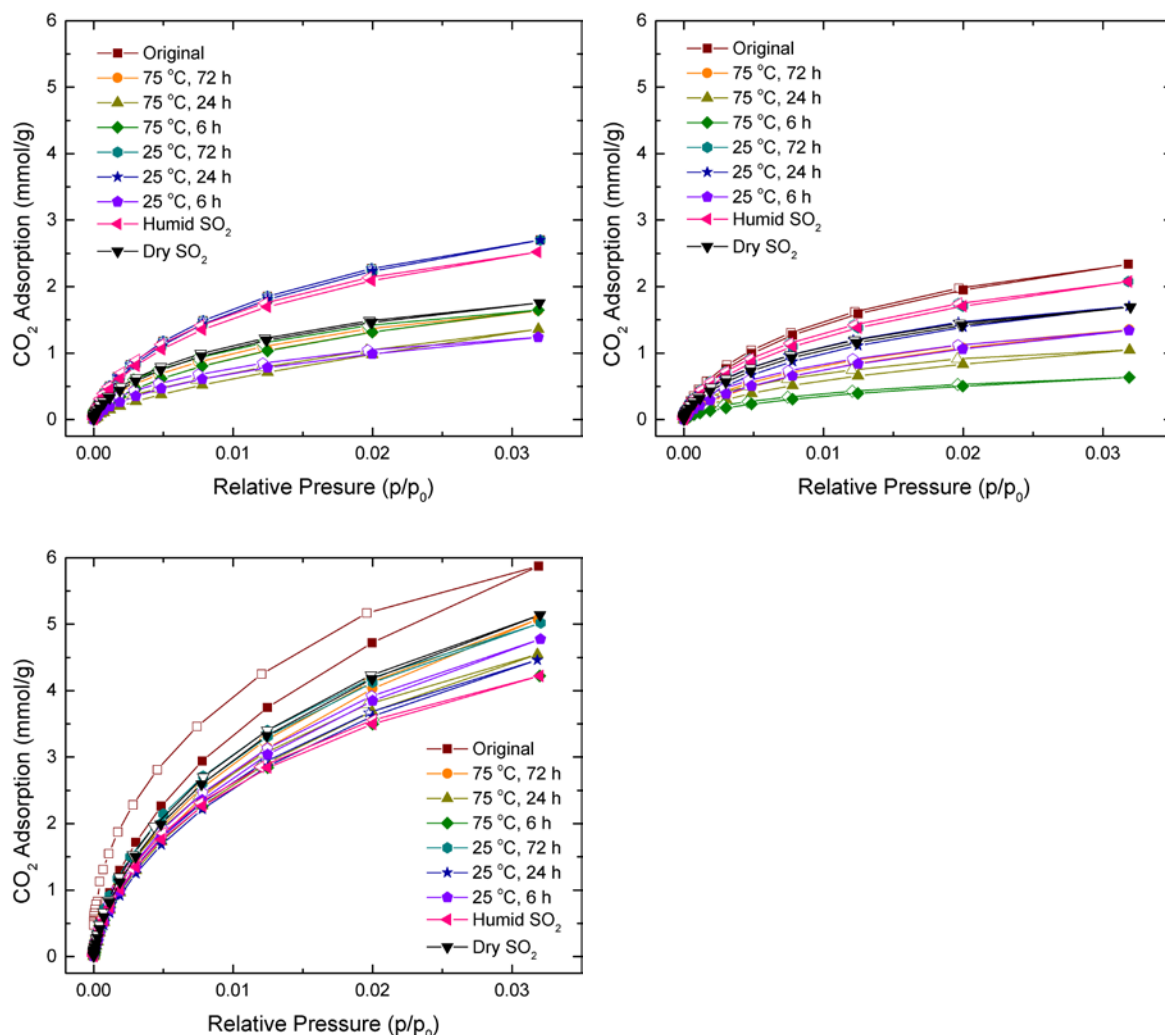 6
5
4
3
2
1
0
CO2 Adsorption (mmol/g)
Original
75 °C, 72 h
75 °C, 24 h
75 °C, 6 h
25 °C, 72 h
25 °C, 24 h
25 °C, 6 h
Humid SO2
Dry SO2
0.00 0.01 0.02 0.03
Relative Presure (p/p0)
6
5
4
3
2
1
0
CO2 Adsorption (mmol/g)
Original
75 °C, 72 h
75 °C, 24 h
75 °C, 6 h
25 °C, 72 h
25 °C, 24 h
25 °C, 6 h
Humid SO2
Dry SO2
0.00 0.01 0.02 0.03
Relative Pressure (p/p0)
6
5
4
3
2
1
0
CO2 Adsorption (mmol/g)
Original
75 °C, 72 h
75 °C, 24 h
75 °C, 6 h
25 °C, 72 h
25 °C, 24 h
25 °C, 6 h
Humid SO2
Dry SO2
0.00 0.01 0.02 0.03
Relative Pressure (p/p0)